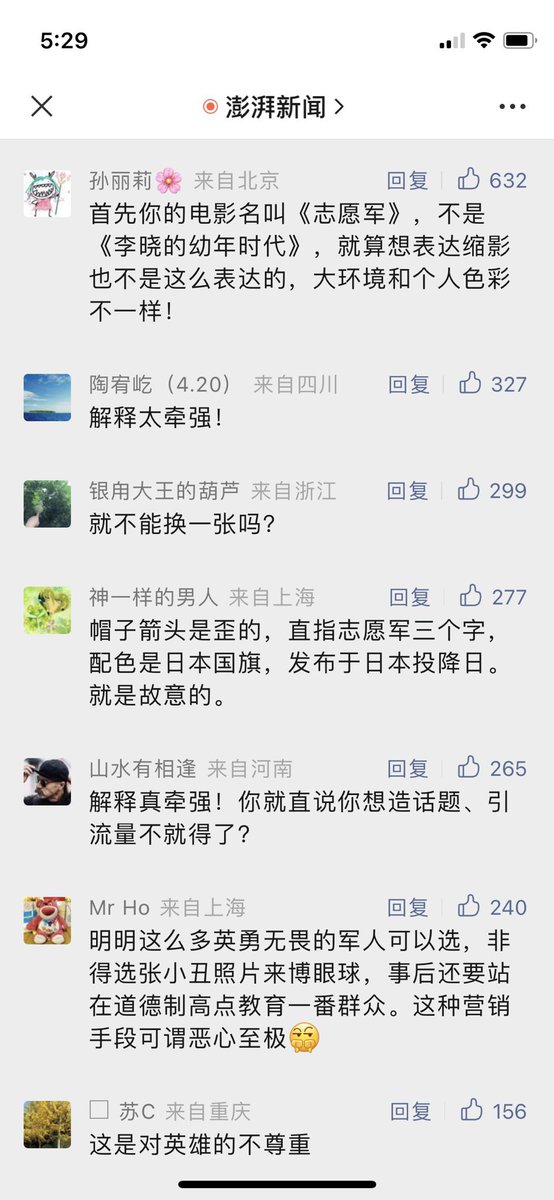 5:29
澎湃新闻
孙丽莉🌸 来自北京 回复 632
首先你的电影名叫《志愿军》，不是
《李晓的幼年时代》，就算想表达缩影
也不是这么表达的，大环境和个人色彩
不一样！
陶宥屹（4.20） 来自四川 回复 327
解释太牵强！
银甪大王的葫芦 来自浙江 回复 299
就不能换一张吗？
神一样的男人 来自上海 回复 277
帽子箭头是歪的，直指志愿军三个字，
配色是日本国旗，发布于日本投降日。
就是故意的。
山水有相逢 来自河南 回复 265
解释真牵强！你就直说你想造话题、引
流量不就得了？
Mr Ho 来自上海 回复 240
明明这么多英勇无畏的军人可以选，非
得选张小丑照片来博眼球，事后还要站
在道德制高点教育一番群众。这种营销
手段可谓恶心至极
苏C 来自重庆 回复 156
这是对英雄的不尊重